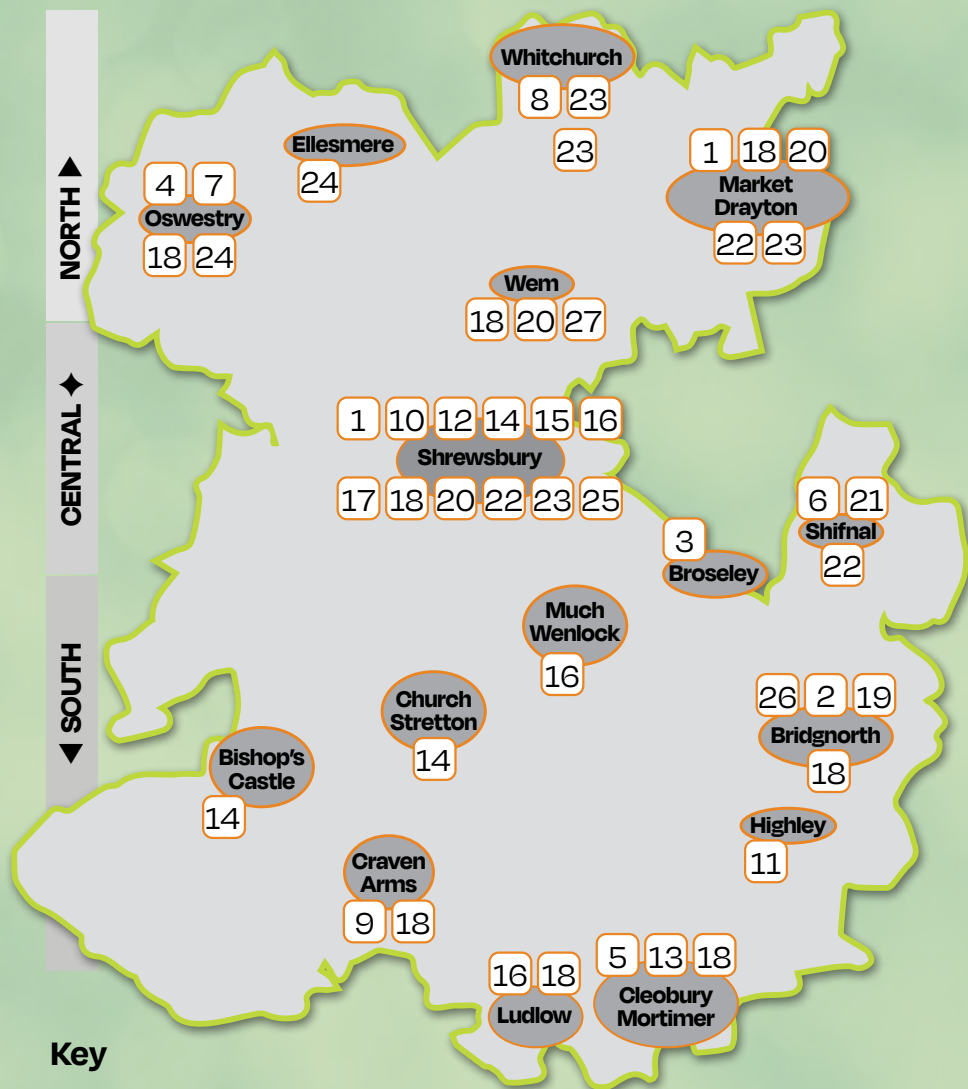 NORTH ▶
CENTRAL ✦
◀ SOUTH
Whitchurch
8 23
23
Ellesmere
24
1 18 20
Market
Drayton
22 23
4 7
Oswestry
18 24
Wem
18 20 27
1 10 12 14 15 16
Shrewsbury
17 18 20 22 23 25
6 21
Shifnal
22
3
Broseley
Much
Wenlock
16
Church
Stretton
14
26 2 19
Bridgnorth
18
Bishop's
Castle
14
Highley
11
Craven
Arms
9 18
16 18
Ludlow
5 13 18
Cleobury
Mortimer
Key